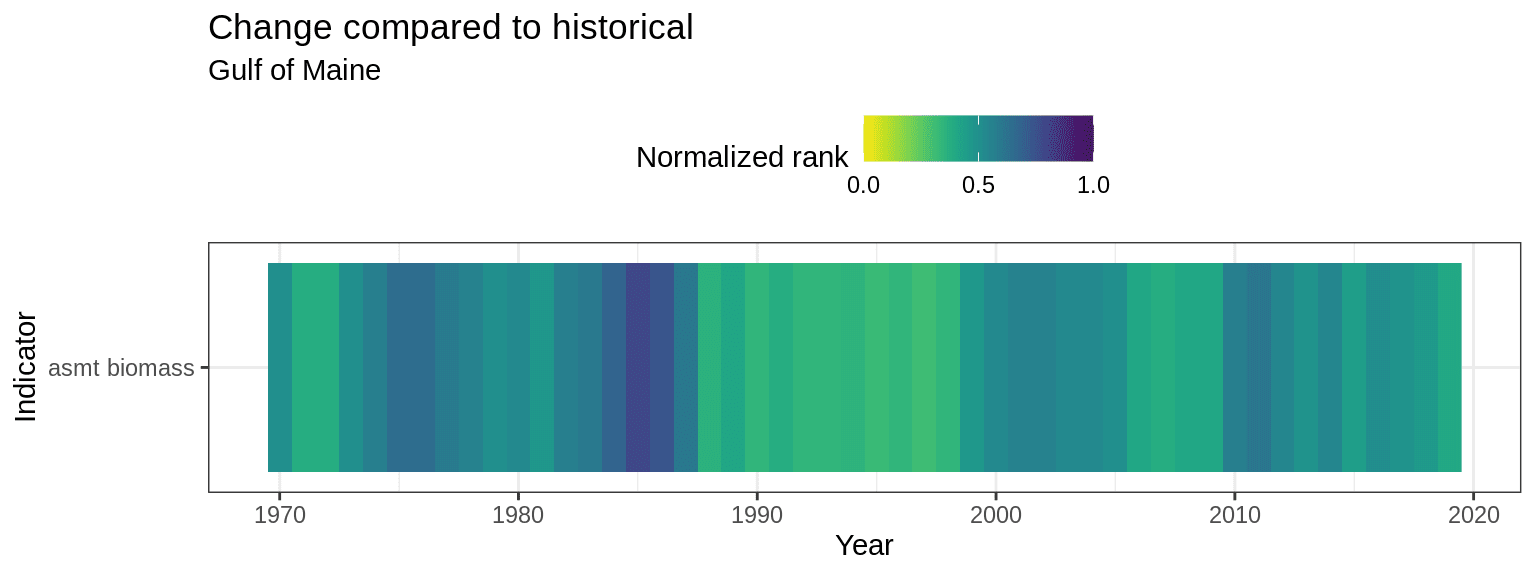 Change compared to historical
Gulf of Maine
Normalized rank
0.0 0.5 1.0
Indicator
asmt biomass
1970 1980 1990 2000 2010 2020
Year